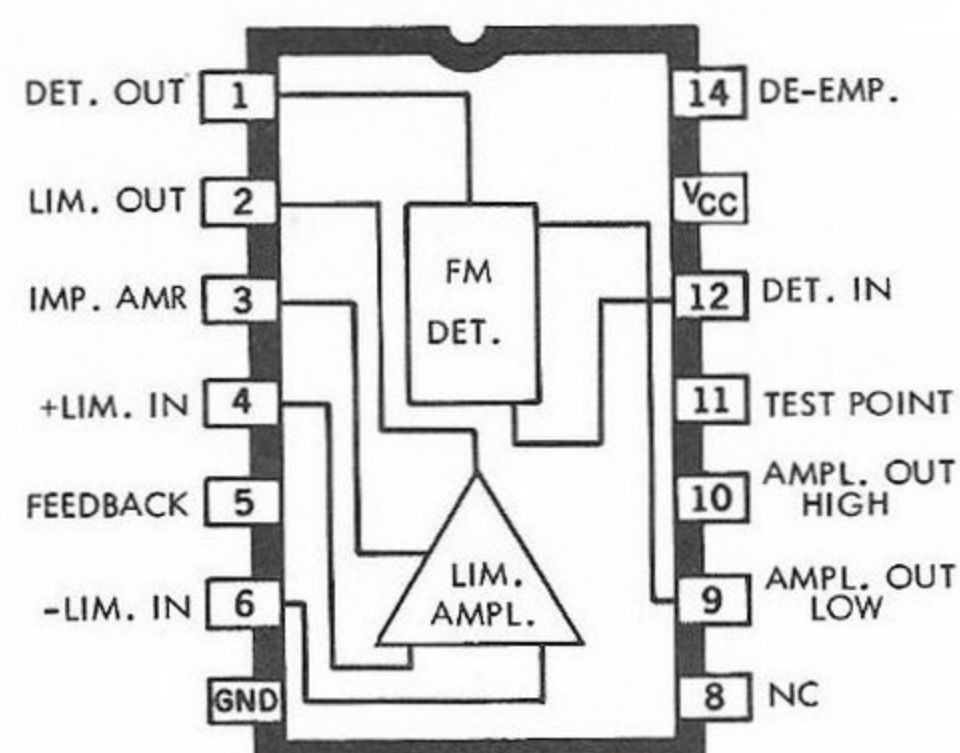 DET. OUT 1
LIM. OUT 2
IMP. AMR 3
+LIM. IN 4
FEEDBACK 5
-LIM. IN 6
GND
FM
DET.
LIM.
AMPL.
14 DE-EMP.
VCC
12 DET. IN
11 TEST POINT
10 AMPL. OUT
HIGH
9 AMPL. OUT
LOW
8 NC